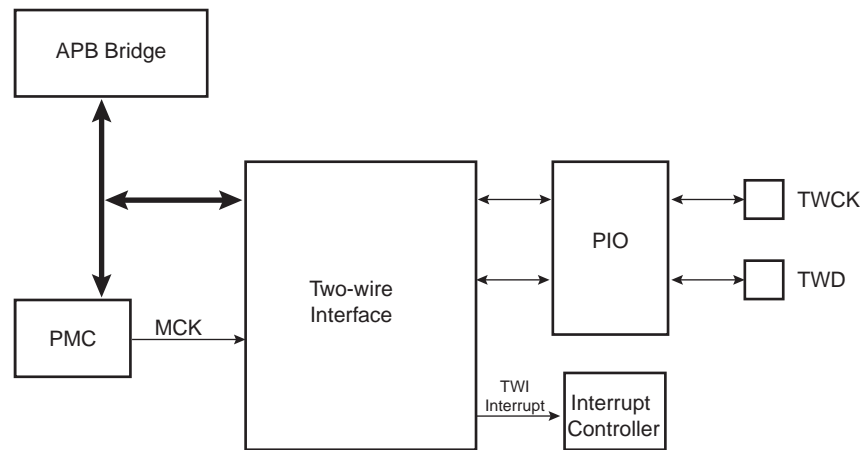 APB Bridge
TWCK
PIO
Two-wire
Interface
TWD
PMC
MCK
TWI
Interrupt
Interrupt
Controller